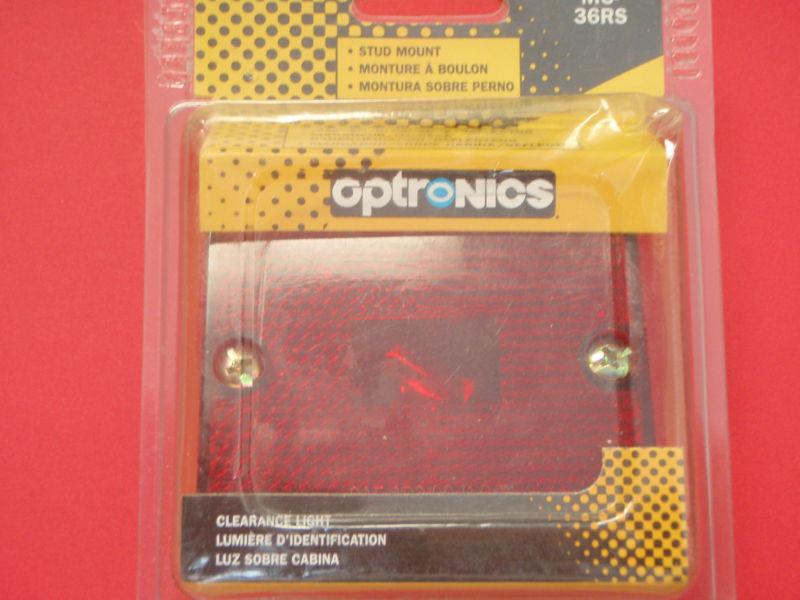 MC-
36RS
• STUD MOUNT
• MONTURE À BOULON
• MONTURA SOBRE PERNO
optronics
CLEARANCE LIGHT
LUMIÈRE D'IDENTIFICATION
LUZ SOBRE CABINA